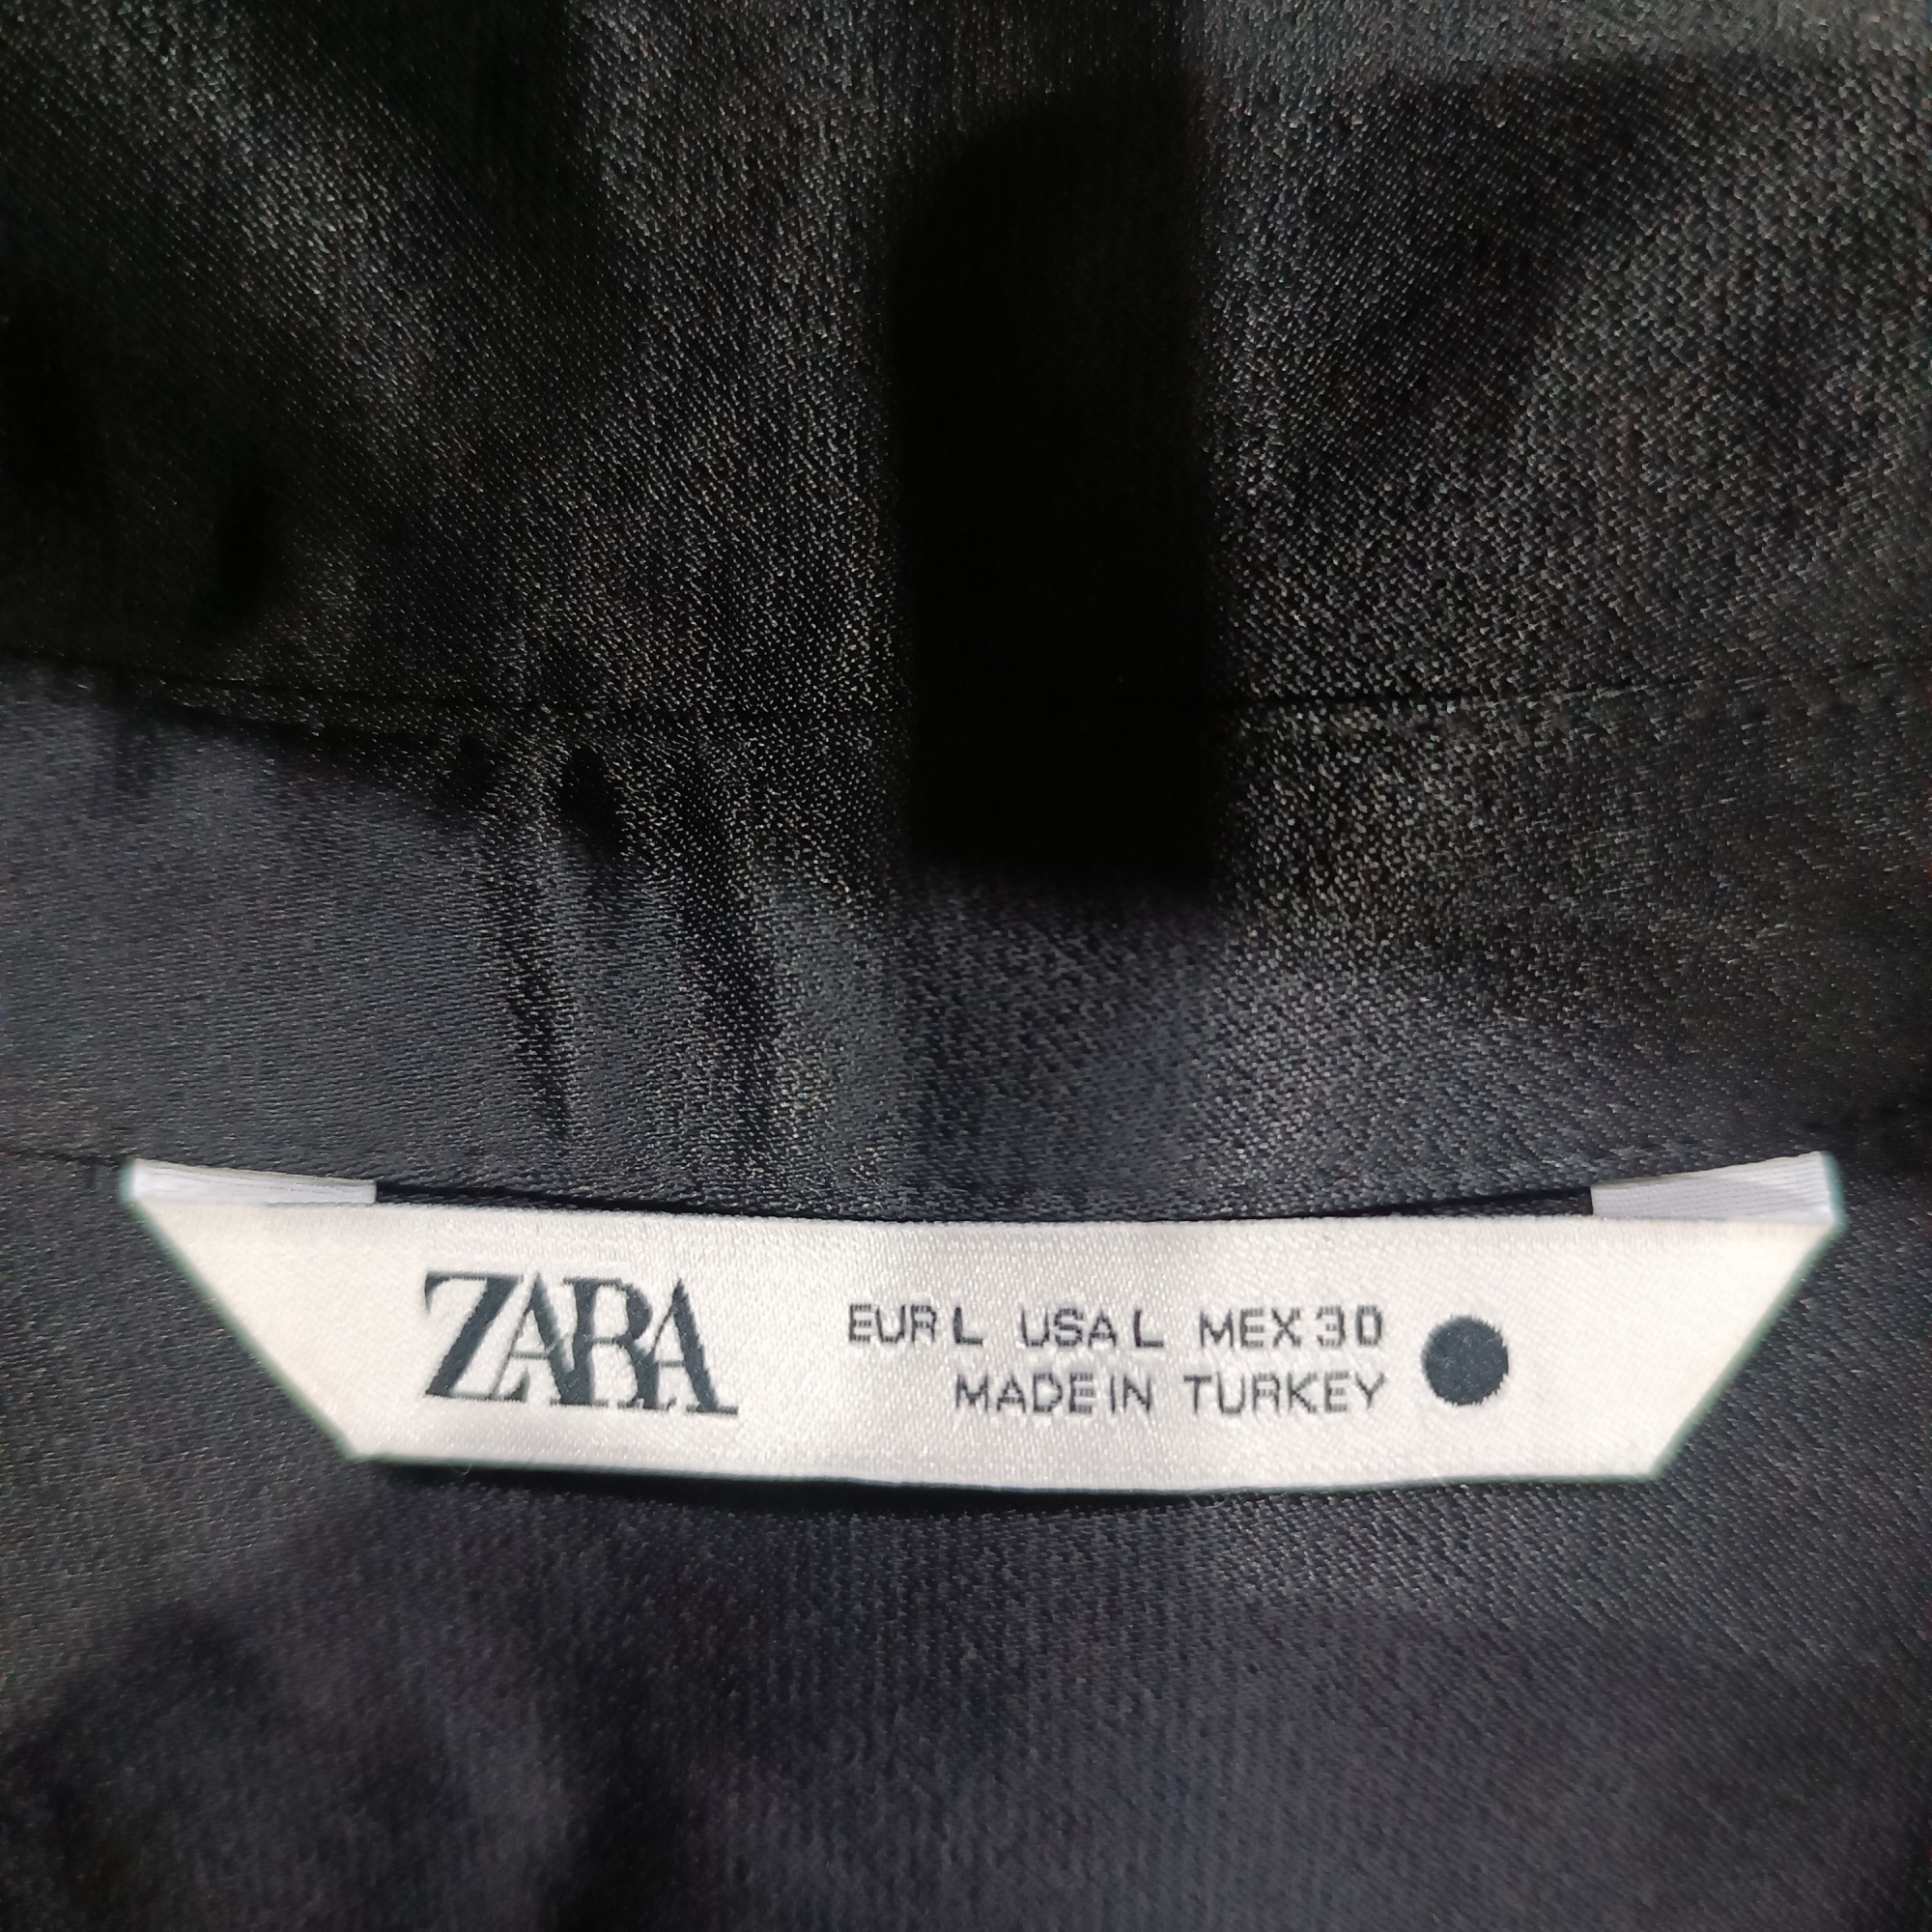 ZARA
EUR L USA L MEX 30
MADE IN TURKEY